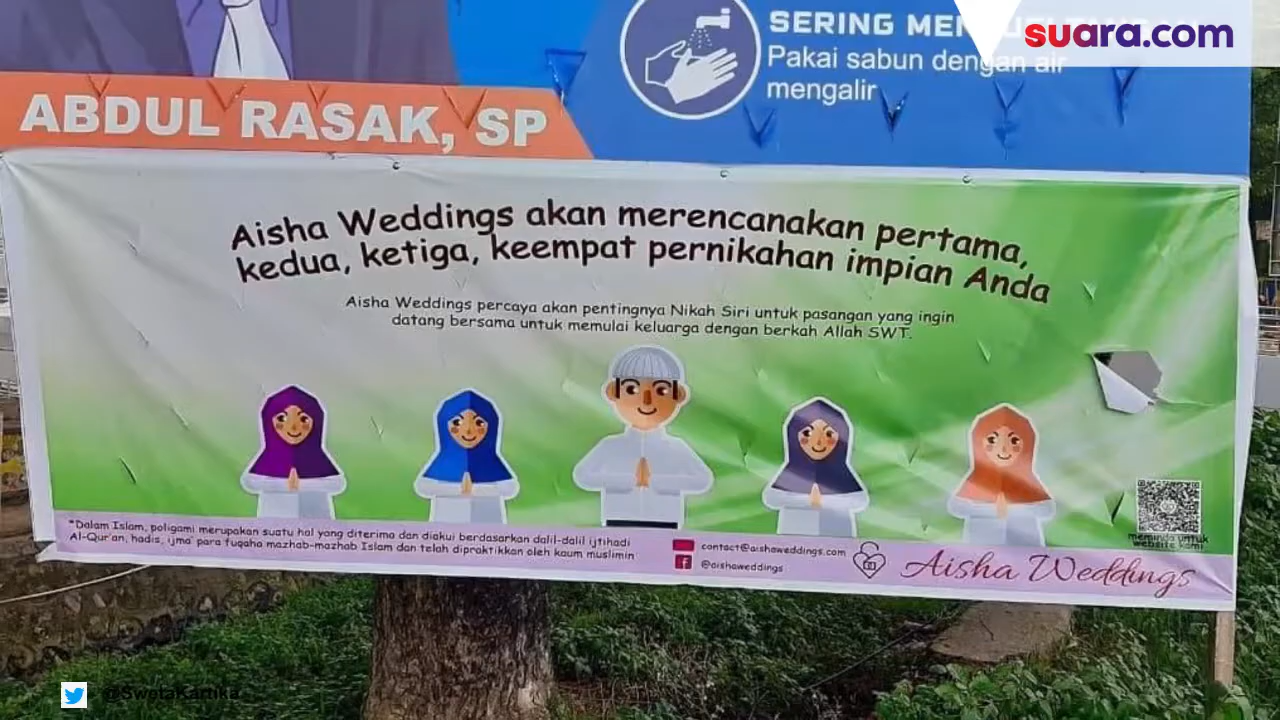 SERING
suara.com
Pakai sabun dengan air
mengalir
ABDUL RASAK, SP
Aisha Weddings akan merencanakan pertama,
kedua, ketiga, keempat pernikahan impian Anda
Aisha Weddings percaya akan pentingnya Nikah Siri untuk pasangan yang ingin
datang bersama untuk memulai keluarga dengan berkah Allah SWT.
*Dalam Islam, poligami merupakan suatu hal yang diterima dan diakui berdasarkan dalil-dalil ijtihadi
Al-Qur'an, hadis, ijma' para fuqaha mazhab-mazhab Islam dan telah dipraktikkan oleh kaum muslimin
contact@aishaweddings.com
@aishaweddings
Aisha Weddings
memindai untuk
website kami
@SwetaKartika